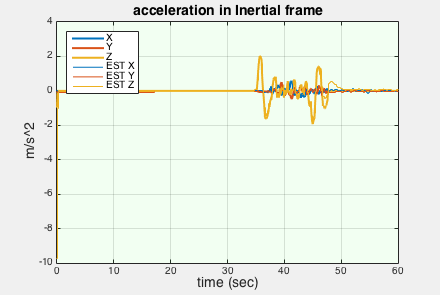 acceleration in Inertial frame
4
2
0
-2
-4
-6
-8
-10
m/s^2
X
Y
Z
EST X
EST Y
EST Z
0 10 20 30 40 50 60
time (sec)